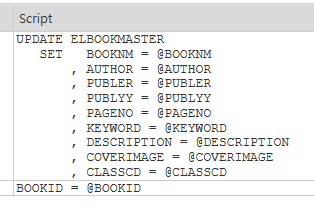 Script
UPDATE ELBOOKMASTER
SET BOOKNM = @BOOKNM
, AUTHOR = @AUTHOR
, PUBLER = @PUBLER
, PUBLYY = @PUBLYY
, PAGENO = @PAGENO
, KEYWORD = @KEYWORD
, DESCRIPTION = @DESCRIPTION
, COVERIMAGE = @COVERIMAGE
, CLASSCD = @CLASSCD
BOOKID = @BOOKID